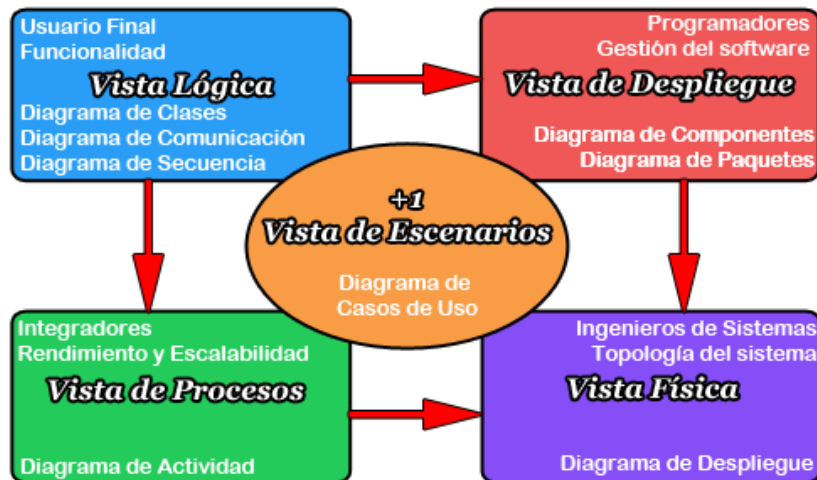 Usuario Final
Funcionalidad
Vista Lógica
Diagrama de Clases
Diagrama de Comunicación
Diagrama de Secuencia
Programadores
Gestión del software
Vista de Despliegue
Diagrama de Componentes
Diagrama de Paquetes
+1
Vista de Escenarios
Diagrama de
Casos de Uso
Integradores
Rendimiento y Escalabilidad
Vista de Procesos
Diagrama de Actividad
Ingenieros de Sistemas
Topología del sistema
Vista Física
Diagrama de Despliegue